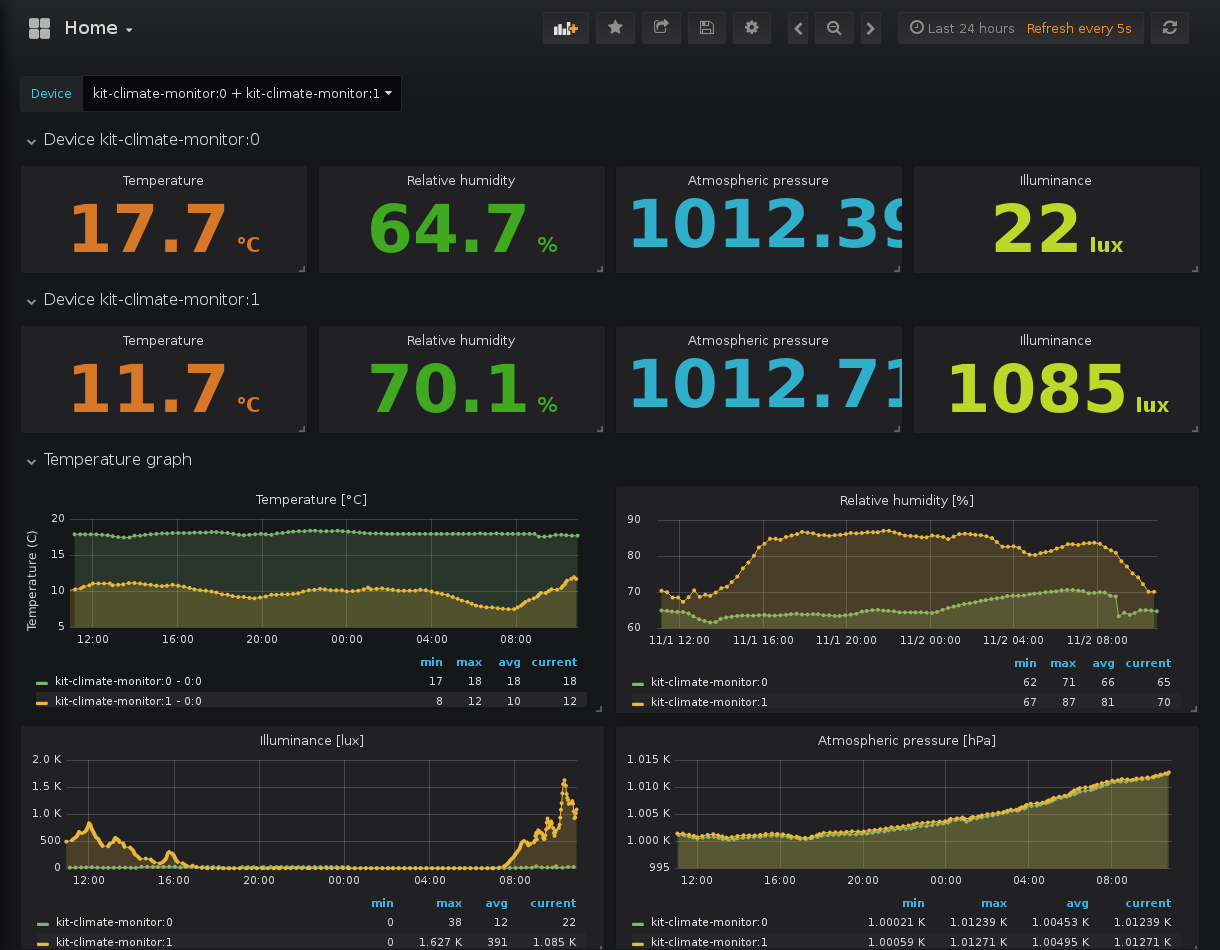 Home
Last 24 hours Refresh every 5s
Device kit-climate-monitor:0 + kit-climate-monitor:1
Device kit-climate-monitor:0
Temperature Relative humidity Atmospheric pressure Illuminance
17.7 °C 64.7 % 1012.39 22 lux
Device kit-climate-monitor:1
Temperature Relative humidity Atmospheric pressure Illuminance
11.7 °C 70.1 % 1012.71 1085 lux
Temperature graph
Temperature [°C]
Temperature (C)
20
15
10
5
12:00 16:00 20:00 00:00 04:00 08:00
min max avg current
kit-climate-monitor:0 - 0:0 17 18 18 18
kit-climate-monitor:1 - 0:0 8 12 10 12
Relative humidity [%]
90
80
70
60
11/1 12:00 11/1 16:00 11/1 20:00 11/2 00:00 11/2 04:00 11/2 08:00
min max avg current
kit-climate-monitor:0 62 71 66 65
kit-climate-monitor:1 67 87 81 70
Illuminance [lux]
2.0 K
1.5 K
1.0 K
500
0
12:00 16:00 20:00 00:00 04:00 08:00
min max avg current
kit-climate-monitor:0 0 38 12 22
kit-climate-monitor:1 0 1.627 K 391 1.085 K
Atmospheric pressure [hPa]
1.015 K
1.010 K
1.005 K
1.000 K
995
12:00 16:00 20:00 00:00 04:00 08:00
min max avg current
kit-climate-monitor:0 1.00021 K 1.01239 K 1.00453 K 1.01239 K
kit-climate-monitor:1 1.00059 K 1.01271 K 1.00495 K 1.01271 K